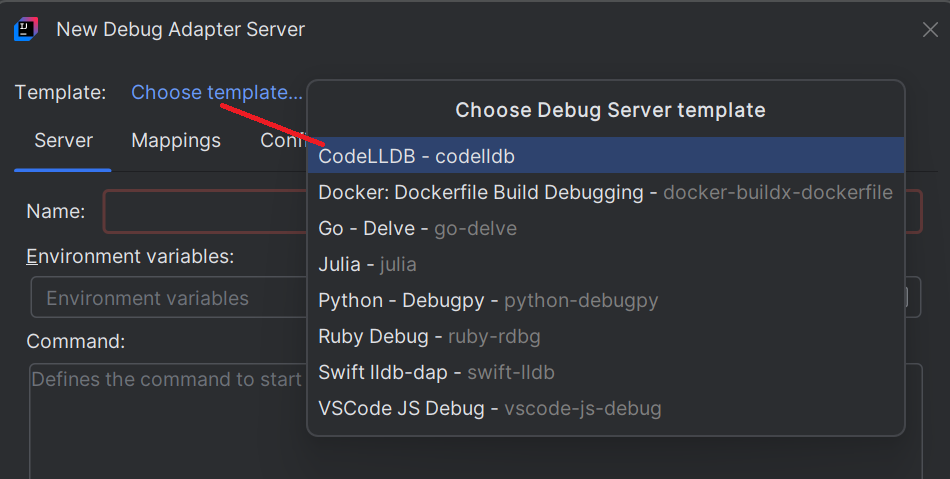 New Debug Adapter Server
Template: Choose template...
Choose Debug Server template
Server Mappings
CodeLLDB - codelldb
Docker: Dockerfile Build Debugging - docker-buildx-dockerfile
Name:
Go - Delve - go-delve
Environment variables:
Julia - julia
Environment variables
Python - Debugpy - python-debugpy
Command:
Ruby Debug - ruby-rdbg
Defines the command to start
Swift lldb-dap - swift-lldb
VSCode JS Debug - vscode-js-debug